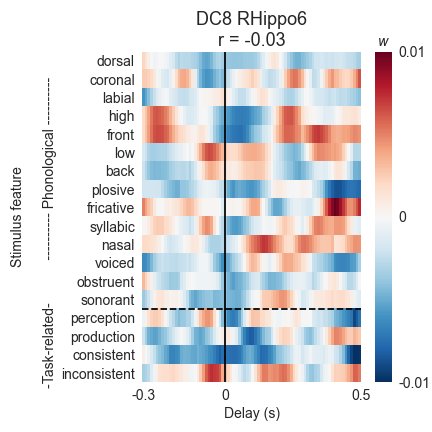 DC8 RHippo6
r = -0.03
w
dorsal
coronal
labial
high
front
low
back
plosive
fricative
syllabic
nasal
voiced
obstruent
sonorant
perception
production
consistent
inconsistent
Stimulus feature
-Task-related- ---------- Phonological ----------
-0.3
0
0.5
Delay (s)
0.01
0
-0.01